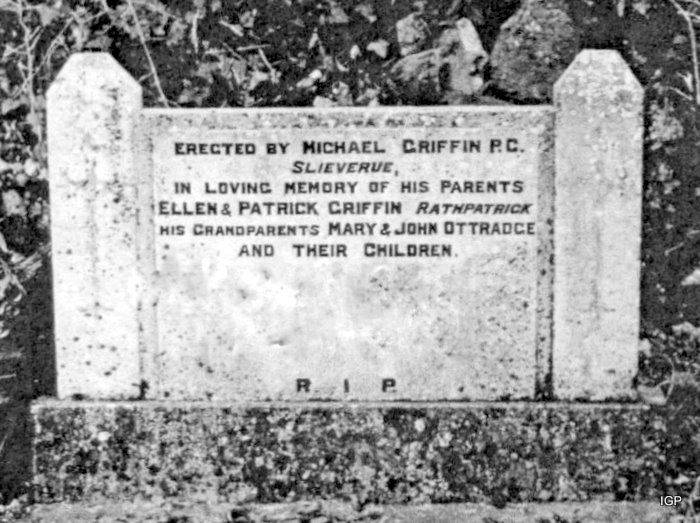 ERECTED BY MICHAEL GRIFFIN P.C.
SLIEVERUE,
IN LOVING MEMORY OF HIS PARENTS
ELLEN & PATRICK GRIFFIN RATHPATRICK
HIS GRANDPARENTS MARY & JOHN OTTRADGE
AND THEIR CHILDREN.
R I P
IGP